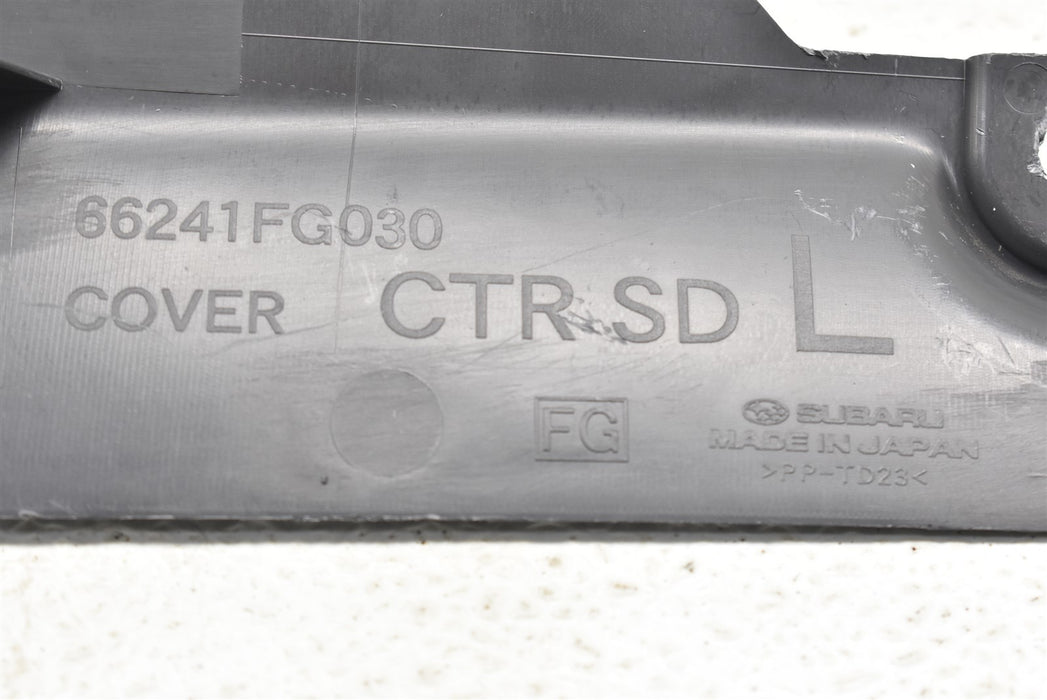 66241FG030
COVER CTR SD L
FG
SUBARU
MADE IN JAPAN
>PP-TD23<